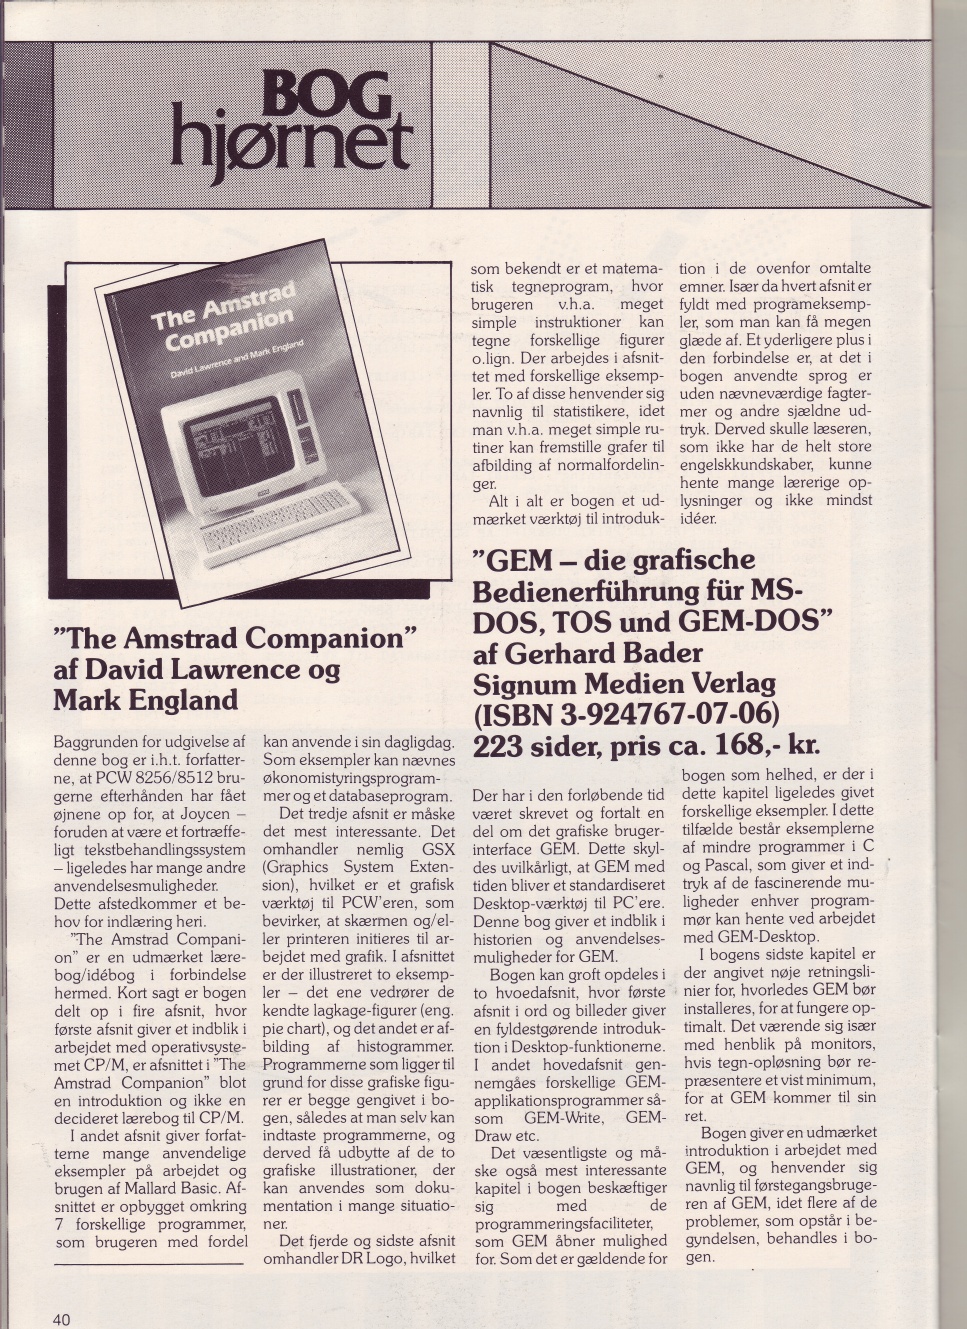 BOG
hjørnet
The Amstrad
Companion
David Lawrence and Mark England
"The Amstrad Companion"
af David Lawrence og
Mark England
Baggrunden for udgivelse af
denne bog er i.h.t. forfatter-
ne, at PCW 8256/8512 bru-
gerne efterhånden har fået
øjnene op for, at Joycen –
foruden at være et fortræffe-
ligt tekstbehandlingssystem
– ligeledes har mange andre
anvendelsesmuligheder.
Dette afstedkommer et be-
hov for indlæring heri.
"The Amstrad Compani-
on" er en udmærket lære-
bog/idébog i forbindelse
hermed. Kort sagt er bogen
delt op i fire afsnit, hvor
første afsnit giver et indblik i
arbejdet med operativsyste-
met CP/M, er afsnittet i "The
Amstrad Companion" blot
en introduktion og ikke en
decideret lærebog til CP/M.
I andet afsnit giver forfat-
terne mange anvendelige
eksempler på arbejdet og
brugen af Mallard Basic. Af-
snittet er opbygget omkring
7 forskellige programmer,
som brugeren med fordel
kan anvende i sin dagligdag.
Som eksempler kan nævnes
økonomistyringsprogram-
mer og et databaseprogram.
Det tredje afsnit er måske
det mest interessante. Det
omhandler nemlig GSX
(Graphics System Exten-
sion), hvilket er et grafisk
værktøj til PCW'eren, som
bevirker, at skærmen og/el-
ler printeren initieres til ar-
bejdet med grafik. I afsnittet
er der illustreret to eksemp-
ler – det ene vedrører de
kendte lagkage-figurer (eng.
pie chart), og det andet er af-
bilding af histogrammer.
Programmerne som ligger til
grund for disse grafiske figu-
rer er begge gengivet i bo-
gen, således at man selv kan
indtaste programmerne, og
derved få udbytte af de to
grafiske illustrationer, der
kan anvendes som doku-
mentation i mange situatio-
ner.
Det fjerde og sidste afsnit
omhandler DR Logo, hvilket
som bekendt er et matema-
tisk tegneprogram, hvor
brugeren v.h.a. meget
simple instruktioner kan
tegne forskellige figurer
o.lign. Der arbejdes i afsnit-
tet med forskellige eksemp-
ler. To af disse henvender sig
navnlig til statistikere, idet
man v.h.a. meget simple ru-
tiner kan fremstille grafer til
afbilding af normalfordelin-
ger.
Alt i alt er bogen et ud-
mærket værktøj til introduk-
tion i de ovenfor omtalte
emner. Især da hvert afsnit er
fyldt med programeksemp-
ler, som man kan få megen
glæde af. Et yderligere plus i
den forbindelse er, at det i
bogen anvendte sprog er
uden nævneværdige fagter-
mer og andre sjældne ud-
tryk. Derved skulle læseren,
som ikke har de helt store
engelskkundskaber, kunne
hente mange lærerige op-
lysninger og ikke mindst
idéer.
"GEM – die grafische
Bedienerführung für MS-
DOS, TOS und GEM-DOS"
af Gerhard Bader
Signum Medien Verlag
(ISBN 3-924767-07-06)
223 sider, pris ca. 168,- kr.
Der har i den forløbende tid
været skrevet og fortalt en
del om det grafiske bruger-
interface GEM. Dette skyl-
des uvilkårligt, at GEM med
tiden bliver et standardiseret
Desktop-værktøj til PC'ere.
Denne bog giver et indblik i
historien og anvendelses-
muligheder for GEM.
Bogen kan groft opdeles i
to hvoedafsnit, hvor første
afsnit i ord og billeder giver
en fyldestgørende introduk-
tion i Desktop-funktionerne.
I andet hovedafsnit gen-
nemgåes forskellige GEM-
applikationsprogrammer så-
som GEM-Write, GEM-
Draw etc.
Det væsentligste og må-
ske også mest interessante
kapitel i bogen beskæftiger
sig med de
programmeringsfaciliteter,
som GEM åbner mulighed
for. Som det er gældende for
bogen som helhed, er der i
dette kapitel ligeledes givet
forskellige eksempler. I dette
tilfælde består eksemplerne
af mindre programmer i C
og Pascal, som giver et ind-
tryk af de fascinerende mu-
ligheder enhver program-
mør kan hente ved arbejdet
med GEM-Desktop.
I bogens sidste kapitel er
der angivet nøje retningsli-
nier for, hvorledes GEM bør
installeres, for at fungere op-
timalt. Det værende sig især
med henblik på monitors,
hvis tegn-opløsning bør re-
præsentere et vist minimum,
for at GEM kommer til sin
ret.
Bogen giver en udmærket
introduktion i arbejdet med
GEM, og henvender sig
navnlig til førstegangsbruge-
ren af GEM, idet flere af de
problemer, som opstår i be-
gyndelsen, behandles i bo-
gen.
40